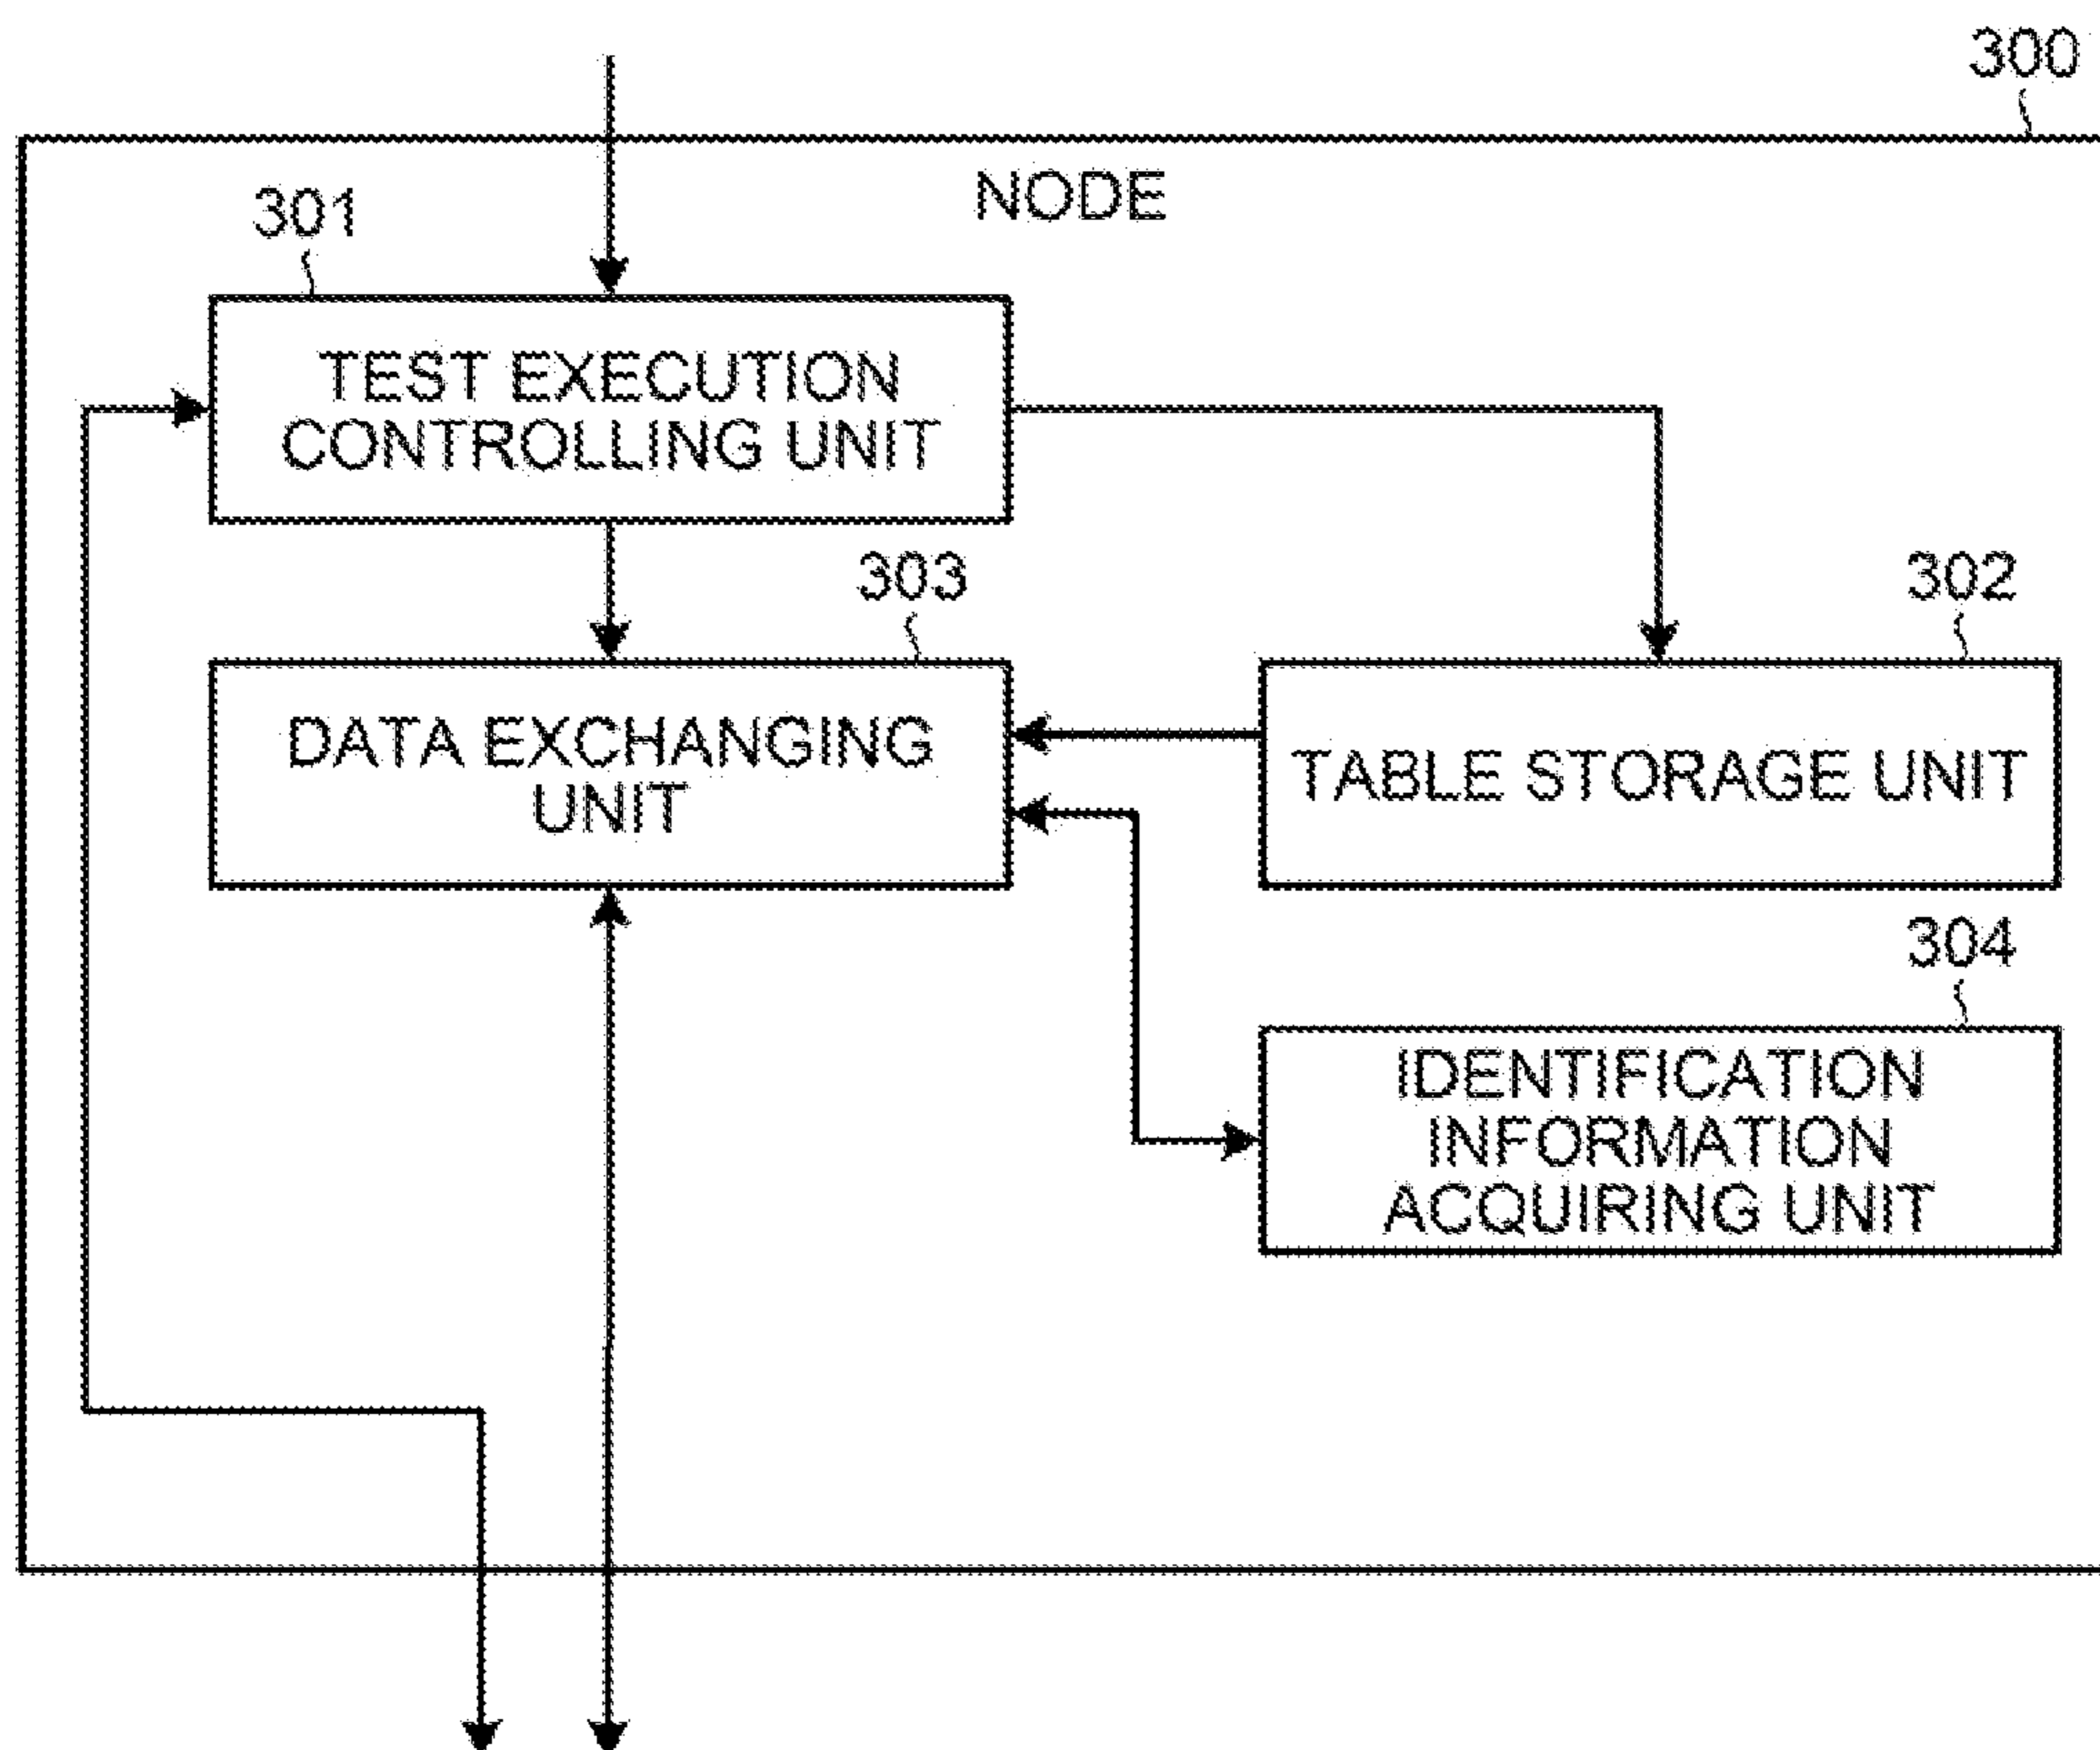 300
NODE
301
TEST EXECUTION
CONTROLLING UNIT
303
302
DATA EXCHANGING
UNIT
TABLE STORAGE UNIT
304
IDENTIFICATION
INFORMATION
ACQUIRING UNIT